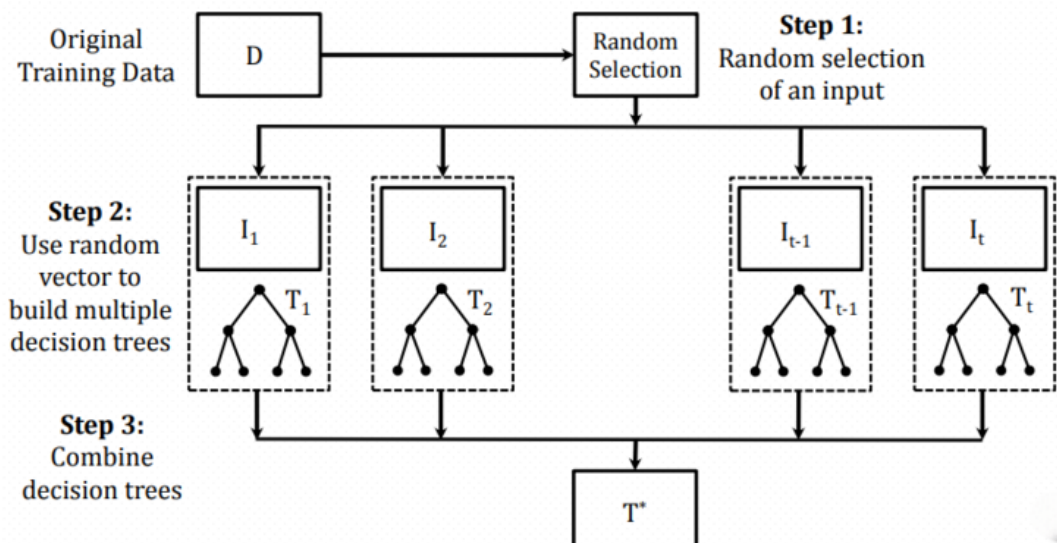 Original
Training Data
D
Random
Selection
Step 1:
Random selection
of an input
Step 2:
Use random
vector to
build multiple
decision trees
I₁
I₂
Iₜ₋₁
Iₜ
T₁
T₂
Tₜ₋₁
Tₜ
Step 3:
Combine
decision trees
T*